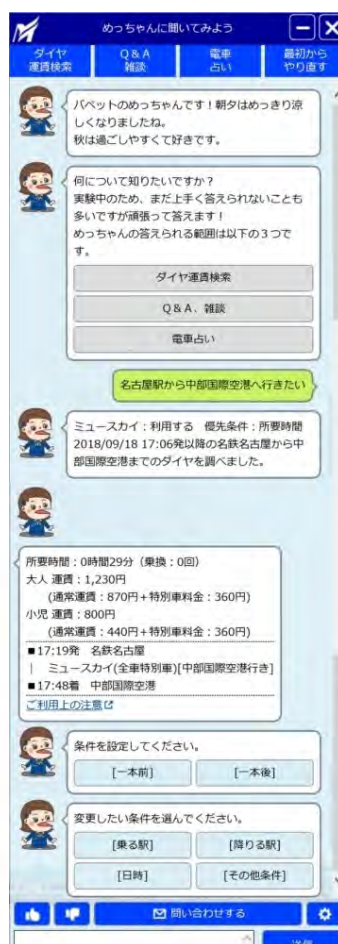 めっちゃんに聞いてみよう
ダイヤ
運賃検索
Q&A
雑談
電車
占い
最初から
やり直す
パペットのめっちゃんです！朝夕はめっきり涼
しくなりましたね。
秋は過ごしやすくて好きです。
何について知りたいですか？
実験中のため、まだ上手く答えられないことも
多いですが頑張って答えます！
めっちゃんの答えられる範囲は以下の３つで
す。
ダイヤ運賃検索
Q&A、雑談
電車占い
名古屋駅から中部国際空港へ行きたい
ミュースカイ：利用する　優先条件：所要時間
2018/09/18 17:06発以降の名鉄名古屋から中
部国際空港までのダイヤを調べました。
所要時間：0時間29分（乗換：0回）
大人 運賃：1,230円
(通常運賃：870円+特別車料金：360円)
小児 運賃：800円
(通常運賃：440円+特別車料金：360円)
■17:19発　名鉄名古屋
｜　ミュースカイ(全車特別車)[中部国際空港行き]
■17:48着　中部国際空港
ご利用上の注意
条件を設定してください。
[一本前]
[一本後]
変更したい条件を選んでください。
[乗る駅]
[降りる駅]
[日時]
[その他条件]
問い合わせする
送信